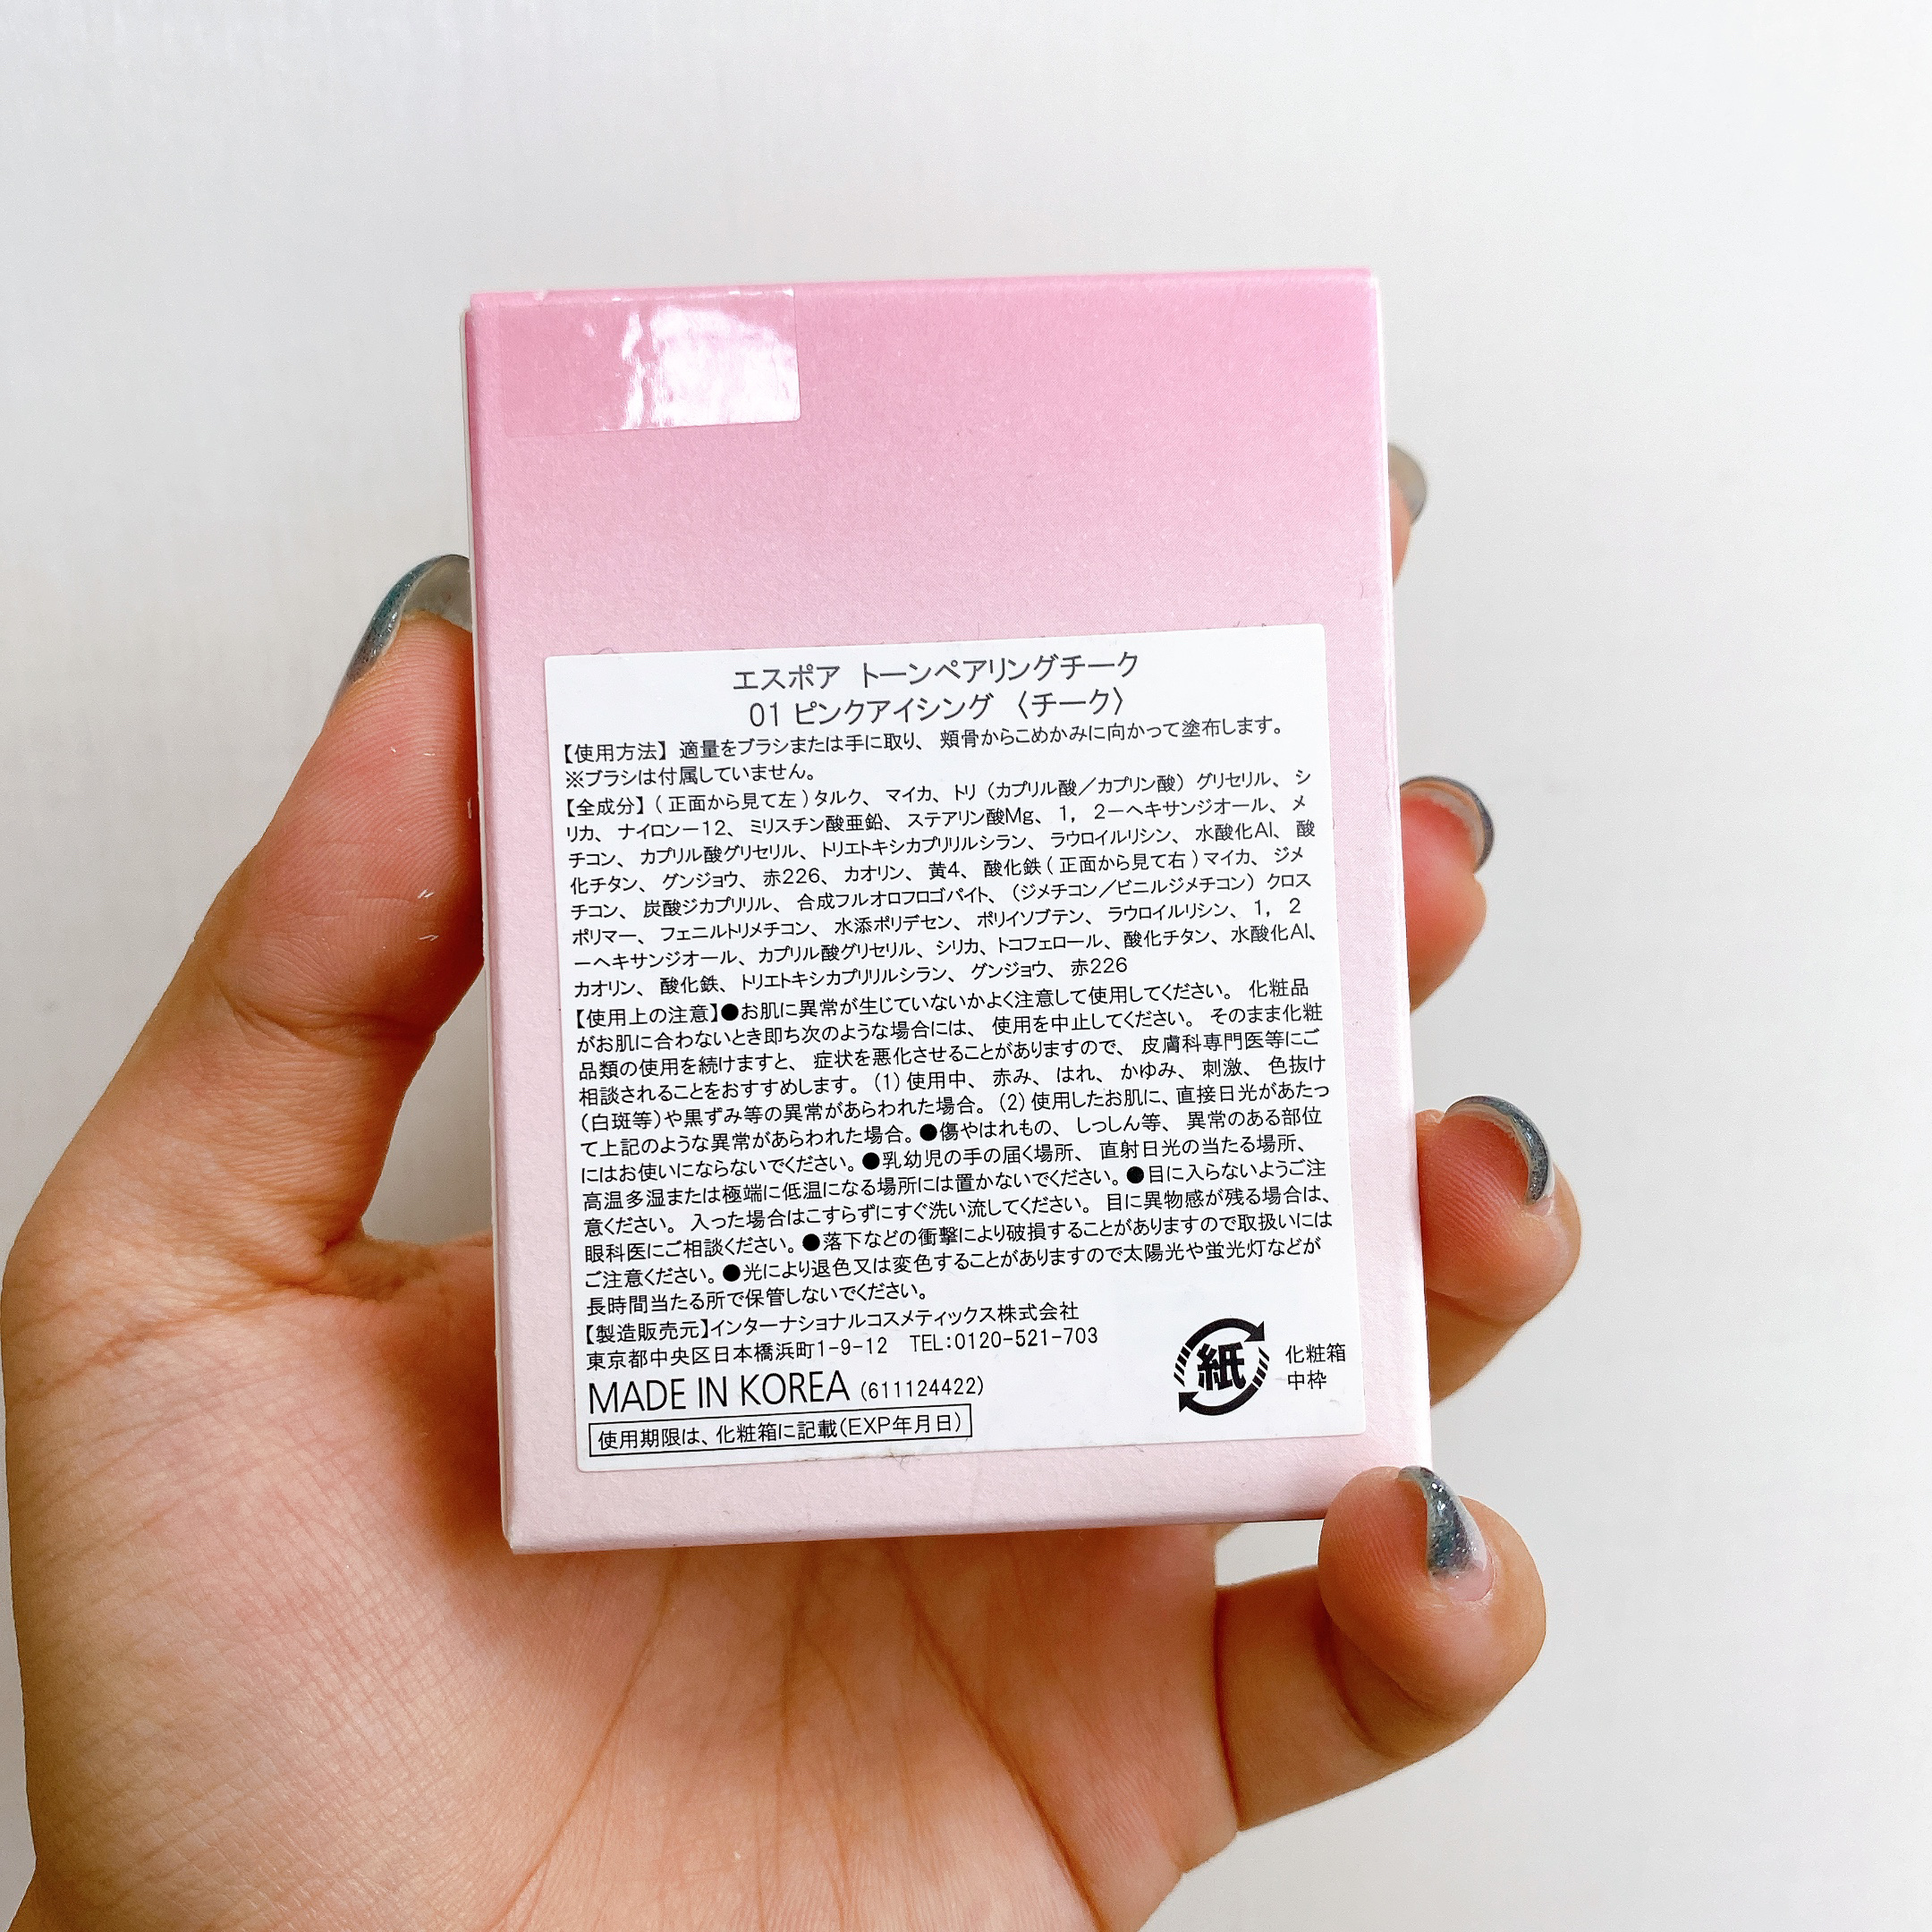 エスポア トーンペアリングチーク
01 ピンクアイシング 〈チーク〉
【使用方法】 適量をブラシまたは手に取り、 頬骨からこめかみに向かって塗布します。
※ブラシは付属していません。
【全成分】 ( 正面から見て左 ) タルク、 マイカ、 トリ (カプリル酸／カプリン酸) グリセリル、 シ
リカ、 ナイロンー12、 ミリスチン酸亜鉛、 ステアリン酸Mg、 1, 2ーヘキサンジオール、 メ
チコン、 カプリル酸グリセリル、 トリエトキシカプリリルシラン、 ラウロイルリシン、 水酸化Al、 酸
化チタン、 グンジョウ、 赤226、 カオリン、 黄4、 酸化鉄 ( 正面から見て右 ) マイカ、 ジメ
チコン、 炭酸ジカプリリル、 合成フルオロフロゴパイト、 (ジメチコン／ビニルジメチコン) クロス
ポリマー、 フェニルトリメチコン、 水添ポリデセン、 ポリイソブテン、 ラウロイルリシン、 1, 2
ーヘキサンジオール、 カプリル酸グリセリル、 シリカ、 トコフェロール、 酸化チタン、 水酸化Al、
カオリン、 酸化鉄、 トリエトキシカプリリルシラン、 グンジョウ、 赤226
【使用上の注意】●お肌に異常が生じていないかよく注意して使用してください。 化粧品
がお肌に合わないとき即ち次のような場合には、 使用を中止してください。 そのまま化粧
品類の使用を続けますと、 症状を悪化させることがありますので、 皮膚科専門医等にご
相談されることをおすすめします。 (1) 使用中、 赤み、 はれ、 かゆみ、 刺激、 色抜け
(白斑等)や黒ずみ等の異常があらわれた場合。 (2) 使用したお肌に、直接日光があたっ
て上記のような異常があらわれた場合。●傷やはれもの、 しっしん等、 異常のある部位
にはお使いにならないでください。●乳幼児の手の届く場所、 直射日光の当たる場所、
高温多湿または極端に低温になる場所には置かないでください。●目に入らないようご注
意ください。 入った場合はこすらずにすぐ洗い流してください。 目に異物感が残る場合は、
眼科医にご相談ください。●落下などの衝撃により破損することがありますので取扱いには
ご注意ください。●光により退色又は変色することがありますので太陽光や蛍光灯などが
長時間当たる所で保管しないでください。
【製造販売元】インターナショナルコスメティックス株式会社
東京都中央区日本橋浜町1-9-12 TEL:0120-521-703
MADE IN KOREA (611124422)
使用期限は、化粧箱に記載(EXP年月日)
紙
化粧箱
中枠